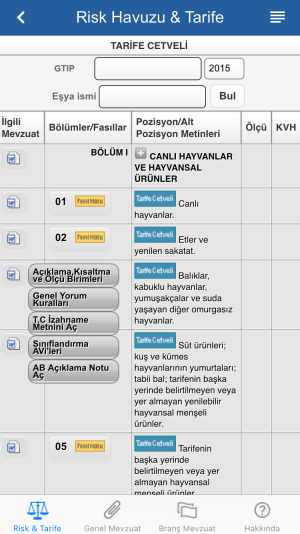 Risk Havuzu & Tarife
TARİFE CETVELİ
GTIP
2015
Eşya ismi
Bul
İlgili
Mevzuat
Bölümler/Fasıllar
Pozisyon/Alt
Pozisyon Metinleri
Ölçü
KVH
BÖLÜM I
CANLI HAYVANLAR
VE HAYVANSAL
ÜRÜNLER
01
Fasıl Notu
Tarife Cetveli Canlı
hayvanlar.
02
Fasıl Notu
Tarife Cetveli Etler ve
yenilen sakatat.
Açıklama,Kısaltma
ve Ölçü Birimleri
Genel Yorum
Kuralları
T.C İzahname
Metnini Aç
Sınıflandırma
AVi'leri
AB Açıklama Notu
Aç
Tarife Cetveli Balıklar,
kabuklu hayvanlar,
yumuşakçalar ve suda
yaşayan diğer omurgasız
hayvanlar.
Tarife Cetveli Süt ürünleri;
kuş ve kümes
hayvanlarının yumurtaları;
tabii bal; tarifenin başka
yerinde belirtilmeyen veya
yer almayan yenilebilir
hayvansal menşeli
ürünler.
05
Fasıl Notu
Tarife Cetveli Tarifenin
başka yerinde
belirtilmeyen veya yer
almayan hayvansal
menşeli ürünler
Risk & Tarife
Genel Mevzuat
Branş Mevzuat
Hakkında